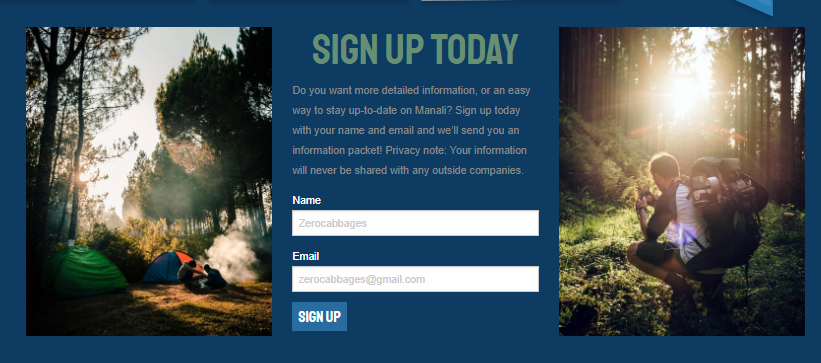 SIGN UP TODAY
Do you want more detailed information, or an easy
way to stay up-to-date on Manali? Sign up today
with your name and email and we'll send you an
information packet! Privacy note: Your information
will never be shared with any outside companies.
Name
Zerocabbages
Email
zerocabbages@gmail.com
SIGN UP